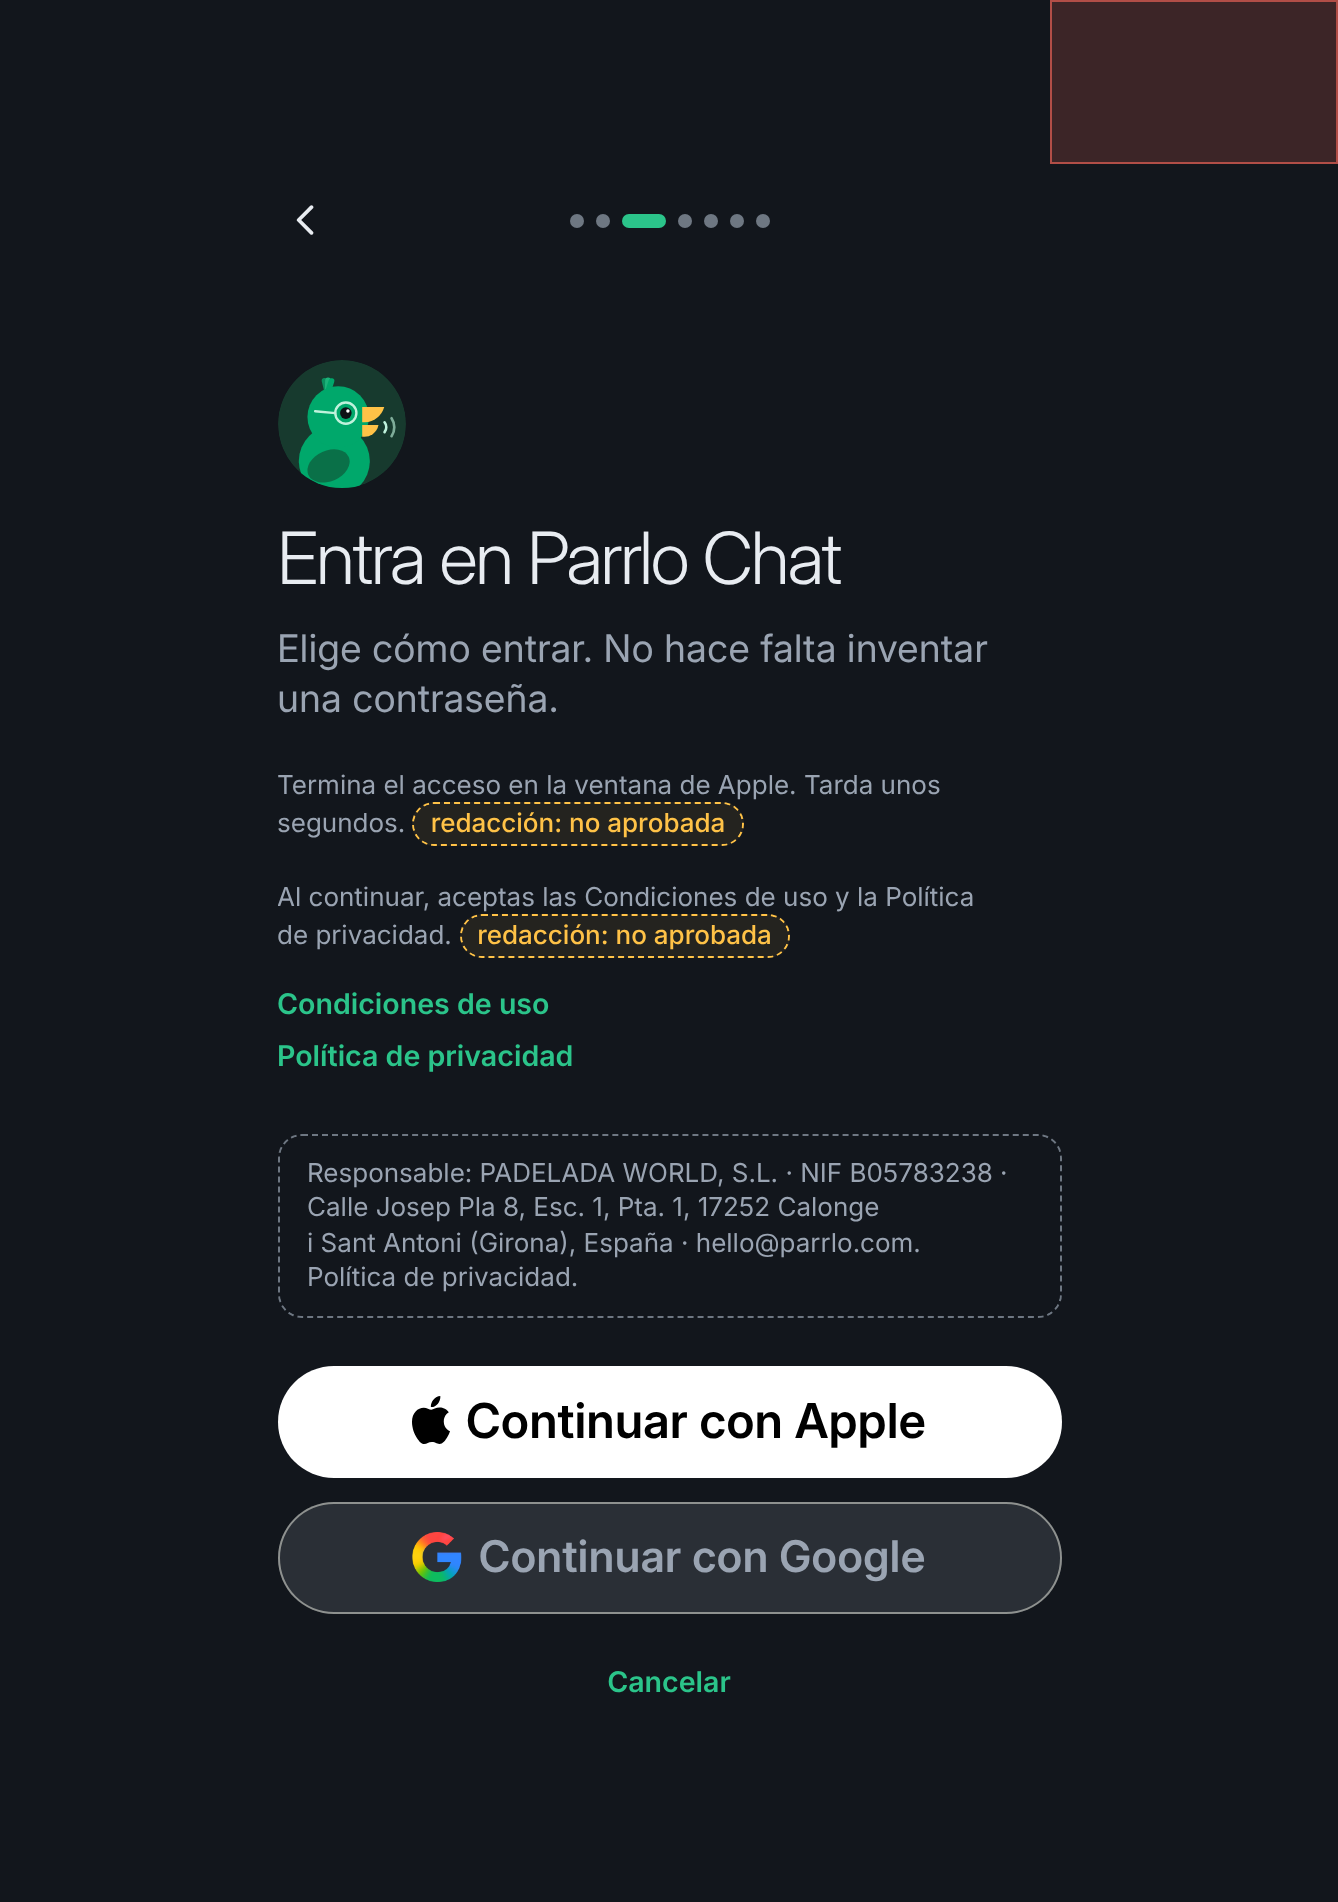 Entra en Parrlo Chat
Elige cómo entrar. No hace falta inventar
una contraseña.
Termina el acceso en la ventana de Apple. Tarda unos
segundos. redacción: no aprobada
Al continuar, aceptas las Condiciones de uso y la Política
de privacidad. redacción: no aprobada
Condiciones de uso
Política de privacidad
Responsable: PADELADA WORLD, S.L. · NIF B05783238 ·
Calle Josep Pla 8, Esc. 1, Pta. 1, 17252 Calonge
i Sant Antoni (Girona), España · hello@parrlo.com.
Política de privacidad.
Continuar con Apple
Continuar con Google
Cancelar